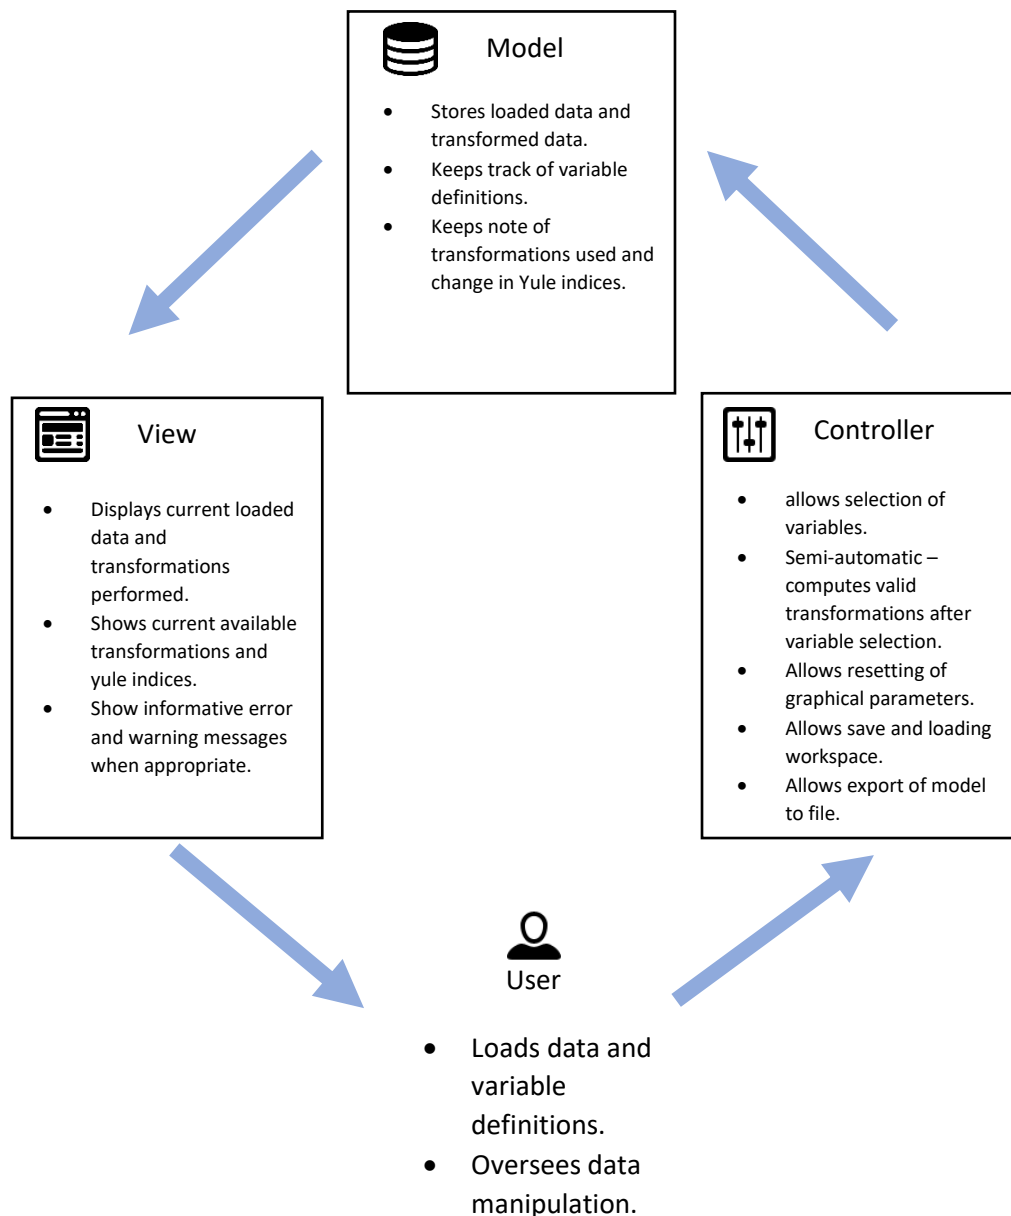 Model
• Stores loaded data and
transformed data.
• Keeps track of variable
definitions.
• Keeps note of
transformations used and
change in Yule indices.
View
• Displays current loaded
data and
transformations
performed.
• Shows current available
transformations and
yule indices.
• Show informative error
and warning messages
when appropriate.
Controller
• allows selection of
variables.
• Semi-automatic –
computes valid
transformations after
variable selection.
• Allows resetting of
graphical parameters.
• Allows save and loading
workspace.
• Allows export of model
to file.
User
• Loads data and
variable
definitions.
• Oversees data
manipulation.